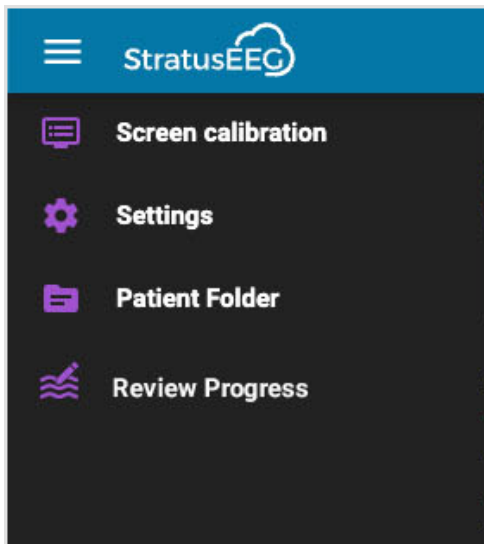 StratusEEG
Screen calibration
Settings
Patient Folder
Review Progress